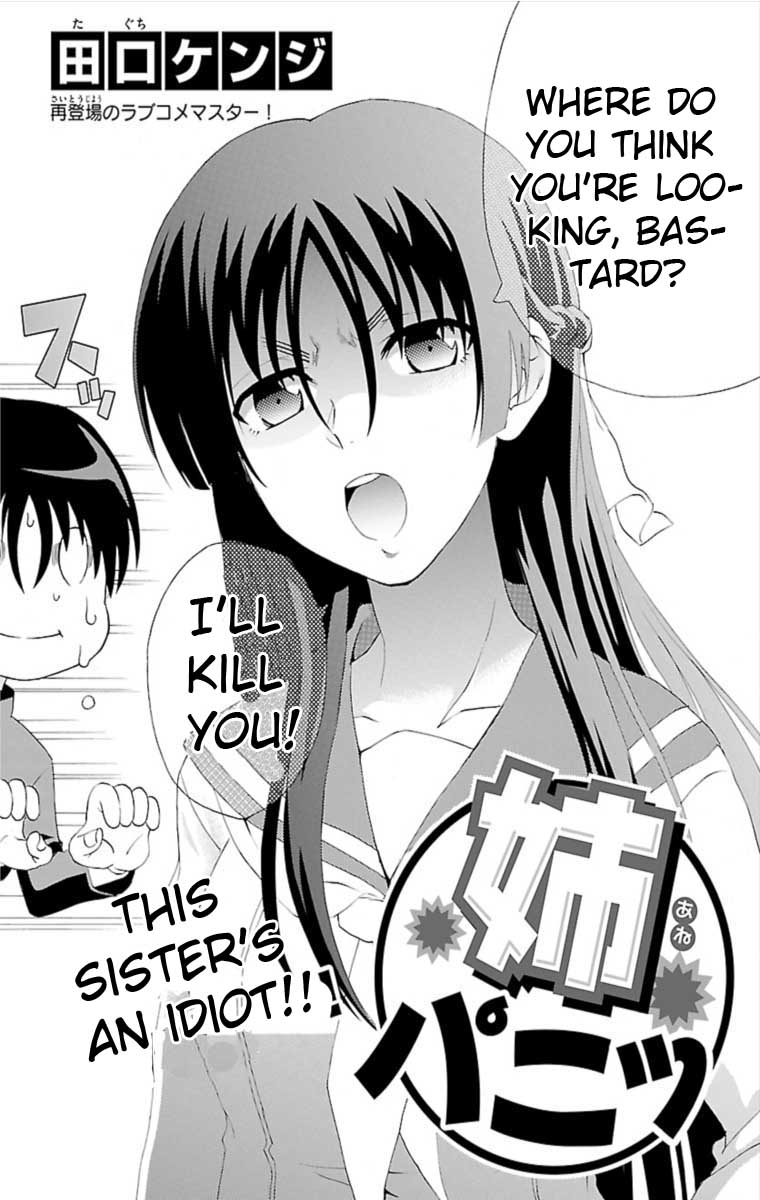 た ぐち
田口ケンジ
さいとうじょう
再登場のラブコメマスター!
WHERE DO
YOU THINK
YOU'RE LOO-
KING, BAS-
TARD?
ズッ
I'LL
KILL
YOU!
THIS
SISTER'S
AN IDIOT!!!
姉
あね
パニッ